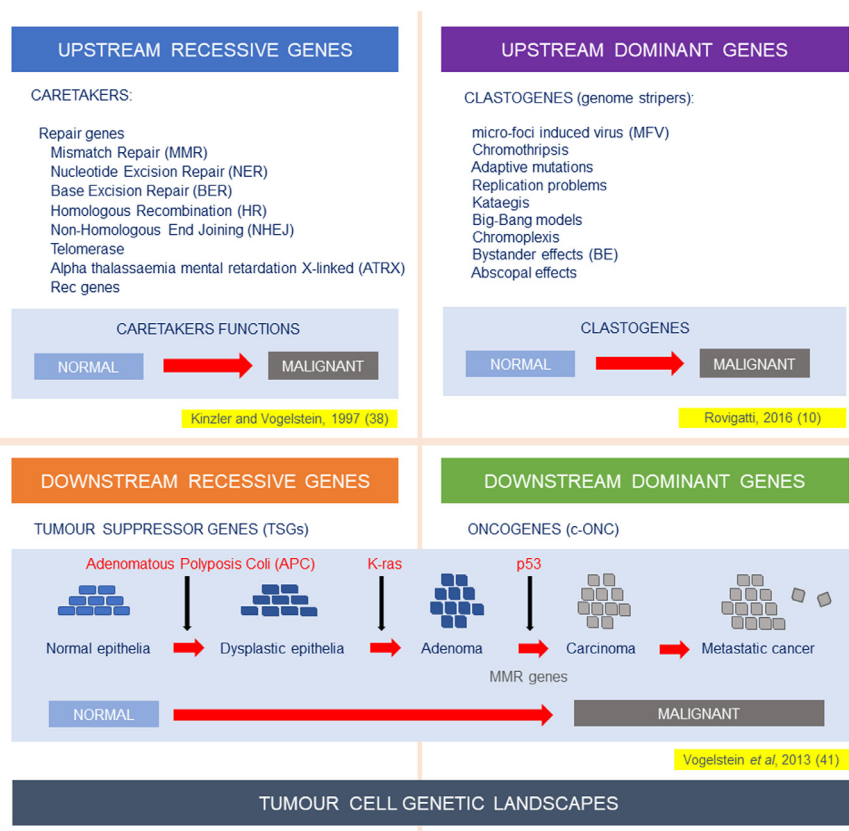 UPSTREAM RECESSIVE GENES
CARETAKERS:
Repair genes
Mismatch Repair (MMR)
Nucleotide Excision Repair (NER)
Base Excision Repair (BER)
Homologous Recombination (HR)
Non-Homologous End Joining (NHEJ)
Telomerase
Alpha thalassaemia mental retardation X-linked (ATRX)
Rec genes
CARETAKERS FUNCTIONS
NORMAL
MALIGNANT
Kinzler and Vogelstein, 1997 (38)
UPSTREAM DOMINANT GENES
CLASTOGENES (genome stripers):
micro-foci induced virus (MFV)
Chromothripsis
Adaptive mutations
Replication problems
Kataegis
Big-Bang models
Chromoplexis
Bystander effects (BE)
Abscopal effects
CLASTOGENES
NORMAL
MALIGNANT
Rovigatti, 2016 (10)
DOWNSTREAM RECESSIVE GENES
DOWNSTREAM DOMINANT GENES
TUMOUR SUPPRESSOR GENES (TSGs)
ONCOGENES (c-ONC)
Adenomatous Polyposis Coli (APC)
K-ras
p53
Normal epithelia
Dysplastic epithelia
Adenoma
Carcinoma
Metastatic cancer
MMR genes
NORMAL
MALIGNANT
Vogelstein et al, 2013 (41)
TUMOUR CELL GENETIC LANDSCAPES